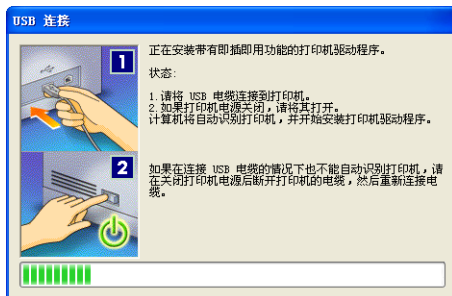 USB 连接
1
正在安装带有即插即用功能的打印机驱动程序。
状态:
1.请将 USB 电缆连接到打印机。
2.如果打印机电源关闭，请将其打开。
计算机将自动识别打印机，并开始安装打印机驱动程序。
2
如果在连接 USB 电缆的情况下也不能自动识别打印机，请
在关闭打印机电源后断开打印机的电缆，然后重新连接电
缆。